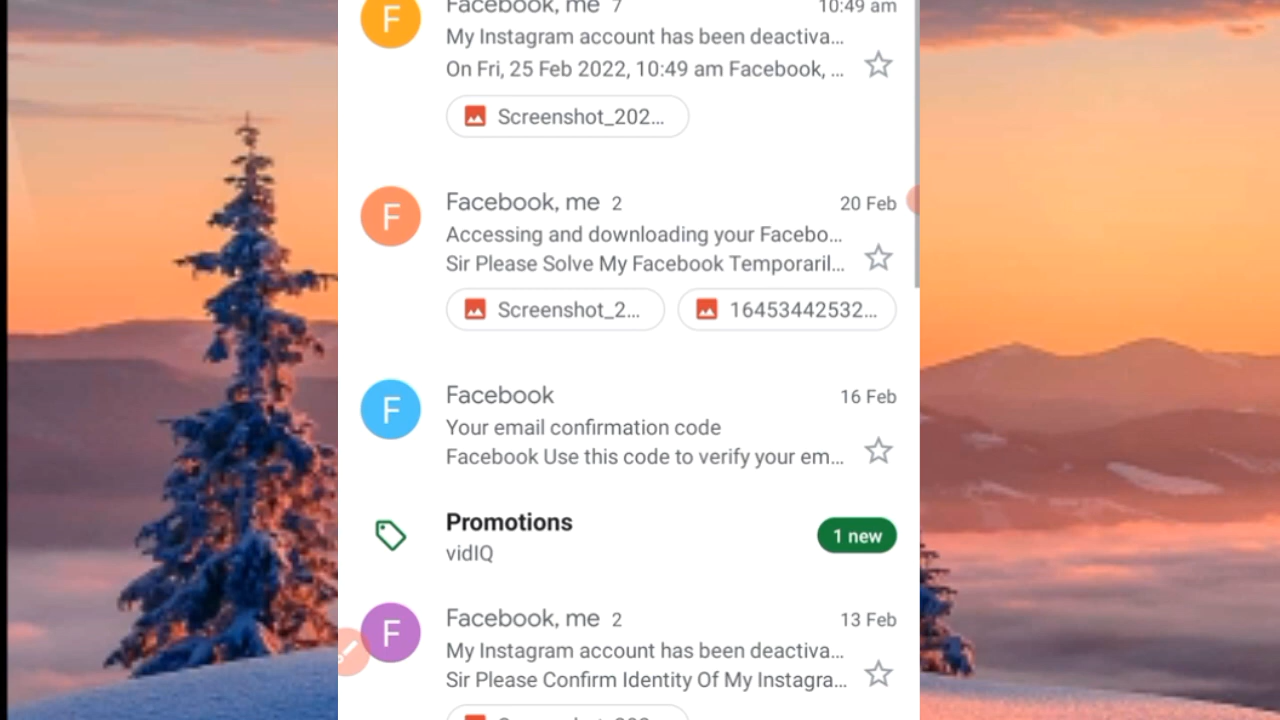 F
Facebook, me 7
10:49 am
My Instagram account has been deactiva...
On Fri, 25 Feb 2022, 10:49 am Facebook, ...
Screenshot_202...
F
Facebook, me 2
20 Feb
Accessing and downloading your Facebo...
Sir Please Solve My Facebook Temporaril...
Screenshot_2...
16453442532...
F
Facebook
16 Feb
Your email confirmation code
Facebook Use this code to verify your em...
Promotions
1 new
vidIQ
F
Facebook, me 2
13 Feb
My Instagram account has been deactiva...
Sir Please Confirm Identity Of My Instagra...